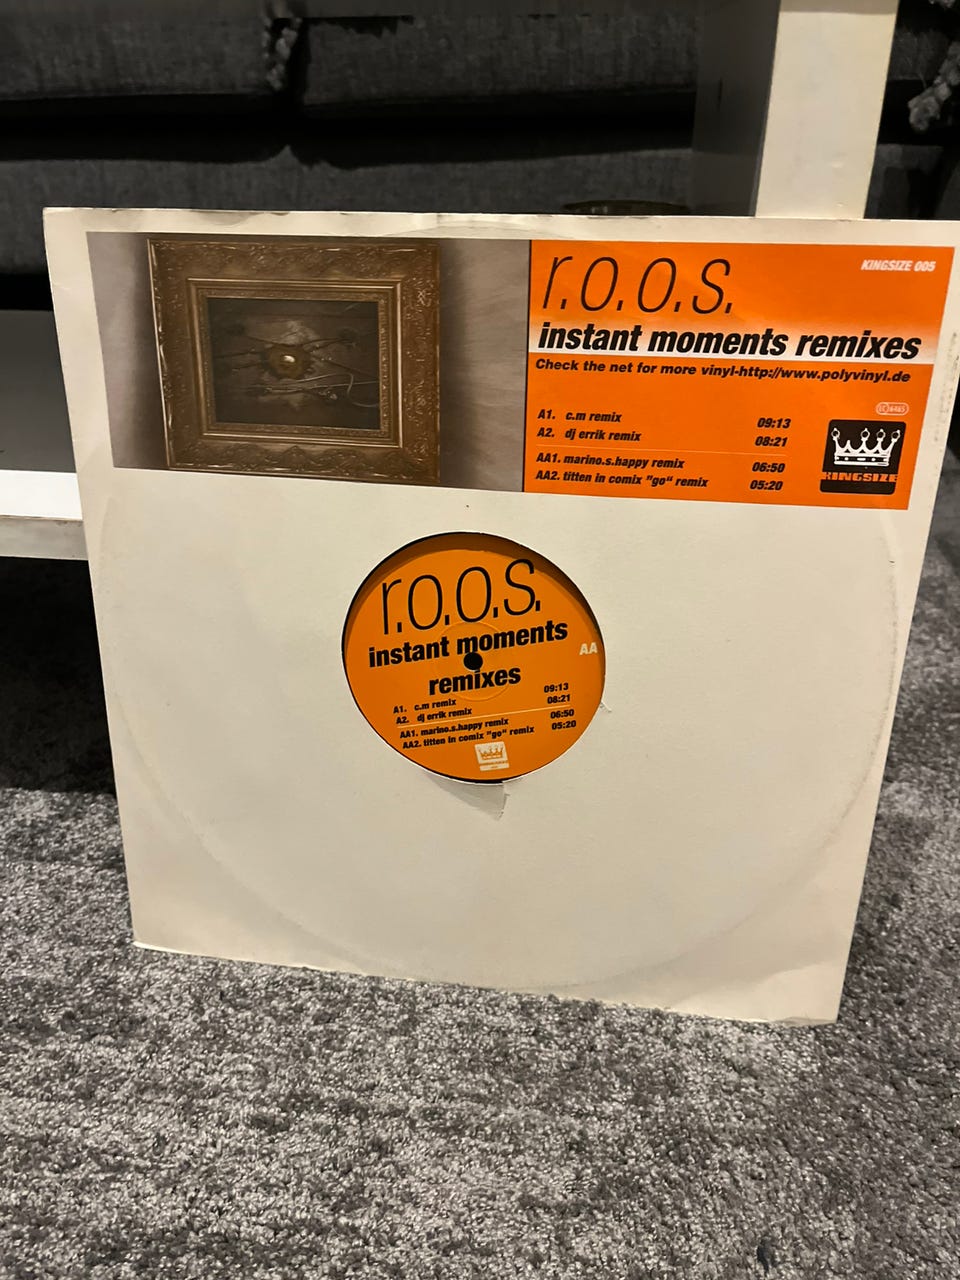 KINGSIZE 005
r.o.o.s.
instant moments remixes
Check the net for more vinyl-http://www.polyvinyl.de
A1. c.m remix 09:13
A2. dj errik remix 08:21
AA1. marino.s.happy remix 06:50
AA2. titten in comix "go" remix 05:20
LC 6465
KINGSIZE
r.o.o.s.
instant moments
remixes
AA
A1. c.m remix 09:13
A2. dj errik remix 08:21
AA1. marino.s.happy remix 06:50
AA2. titten in comix "go" remix 05:20